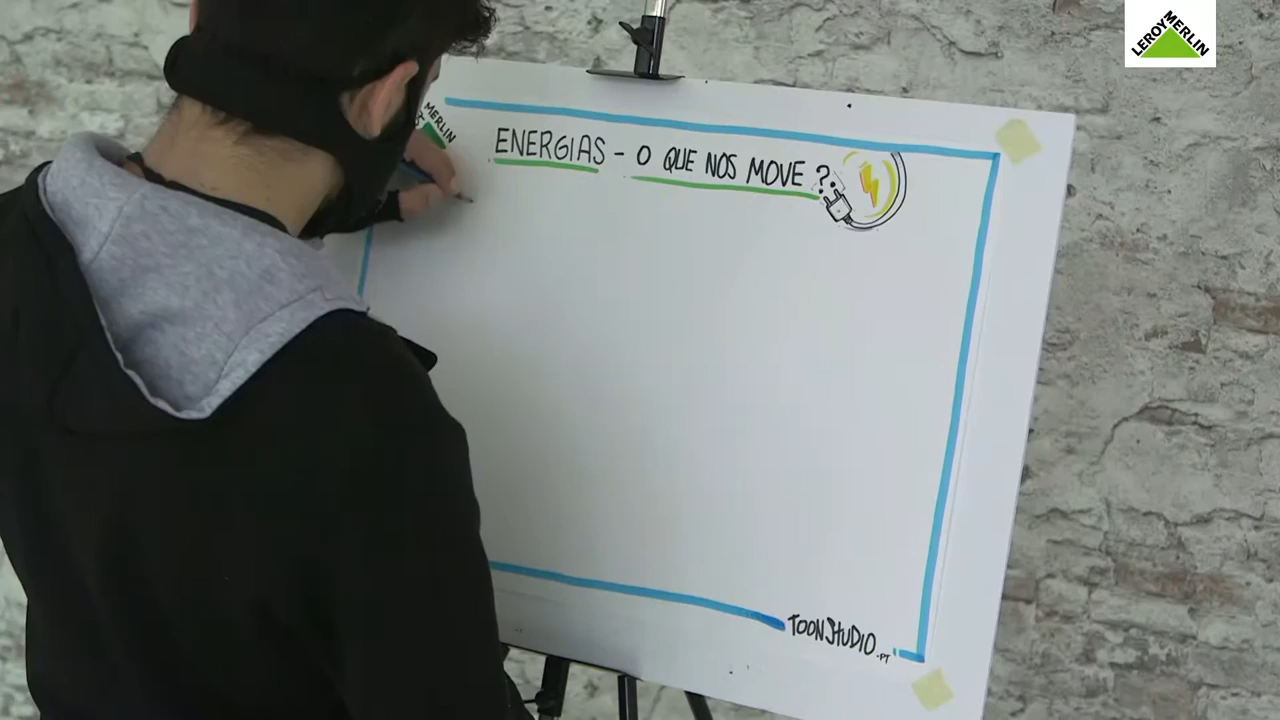 LEROY MERLIN
MERLIN
ENERGIAS - O QUE NOS MOVE ?
TOONSTUDIO.PT